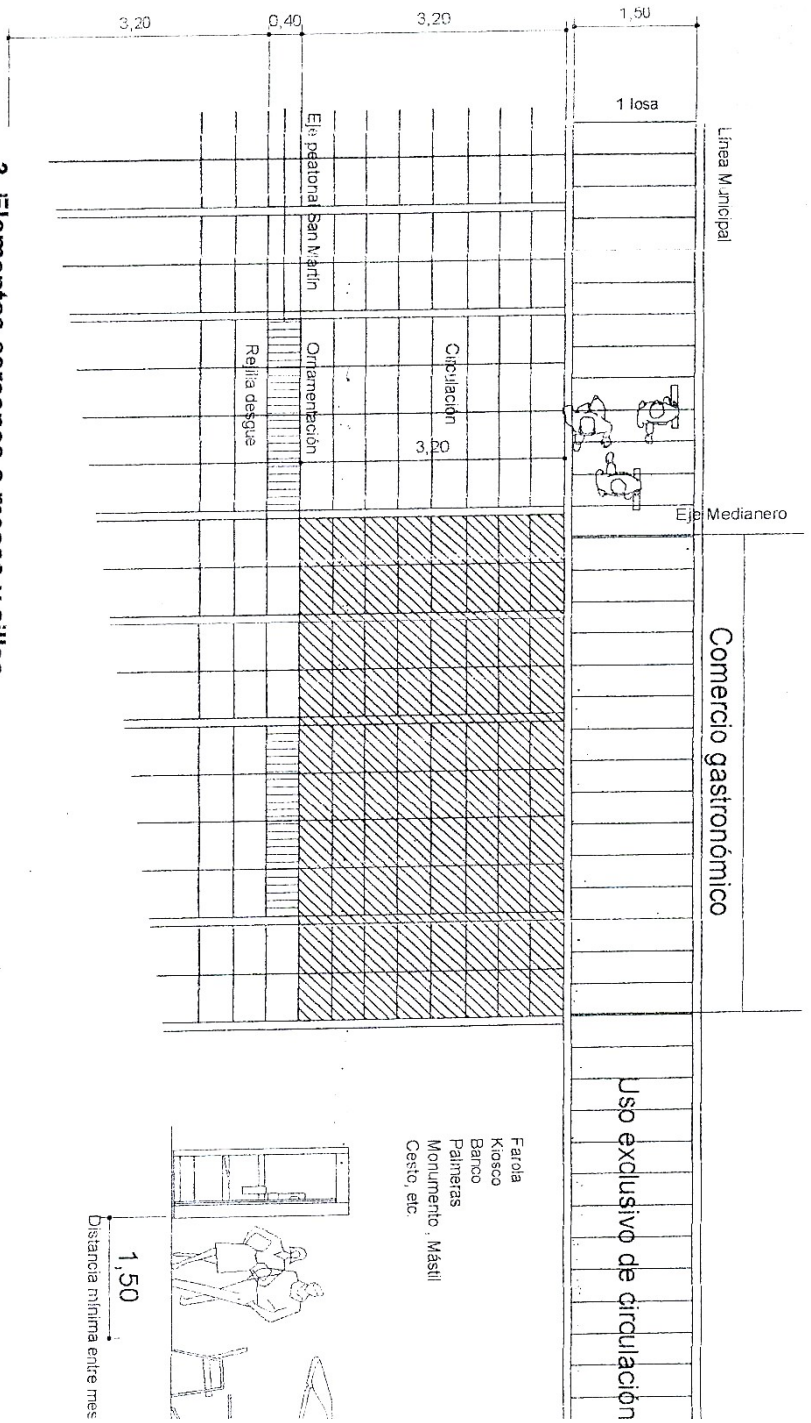 3,20
0,40
3,20
1,50
1 losa
Línea Municipal
Eje peatonal San Martín
Rejilla desgue
Ornamentación
Circulación
3,20
Eje Medianero
Comercio gastronómico
Uso exclusivo de circulación
Farola
Kiosco
Banco
Palmeras
Monumento , Mástil
Cesto, etc.
1,50
Distancia mínima entre mes